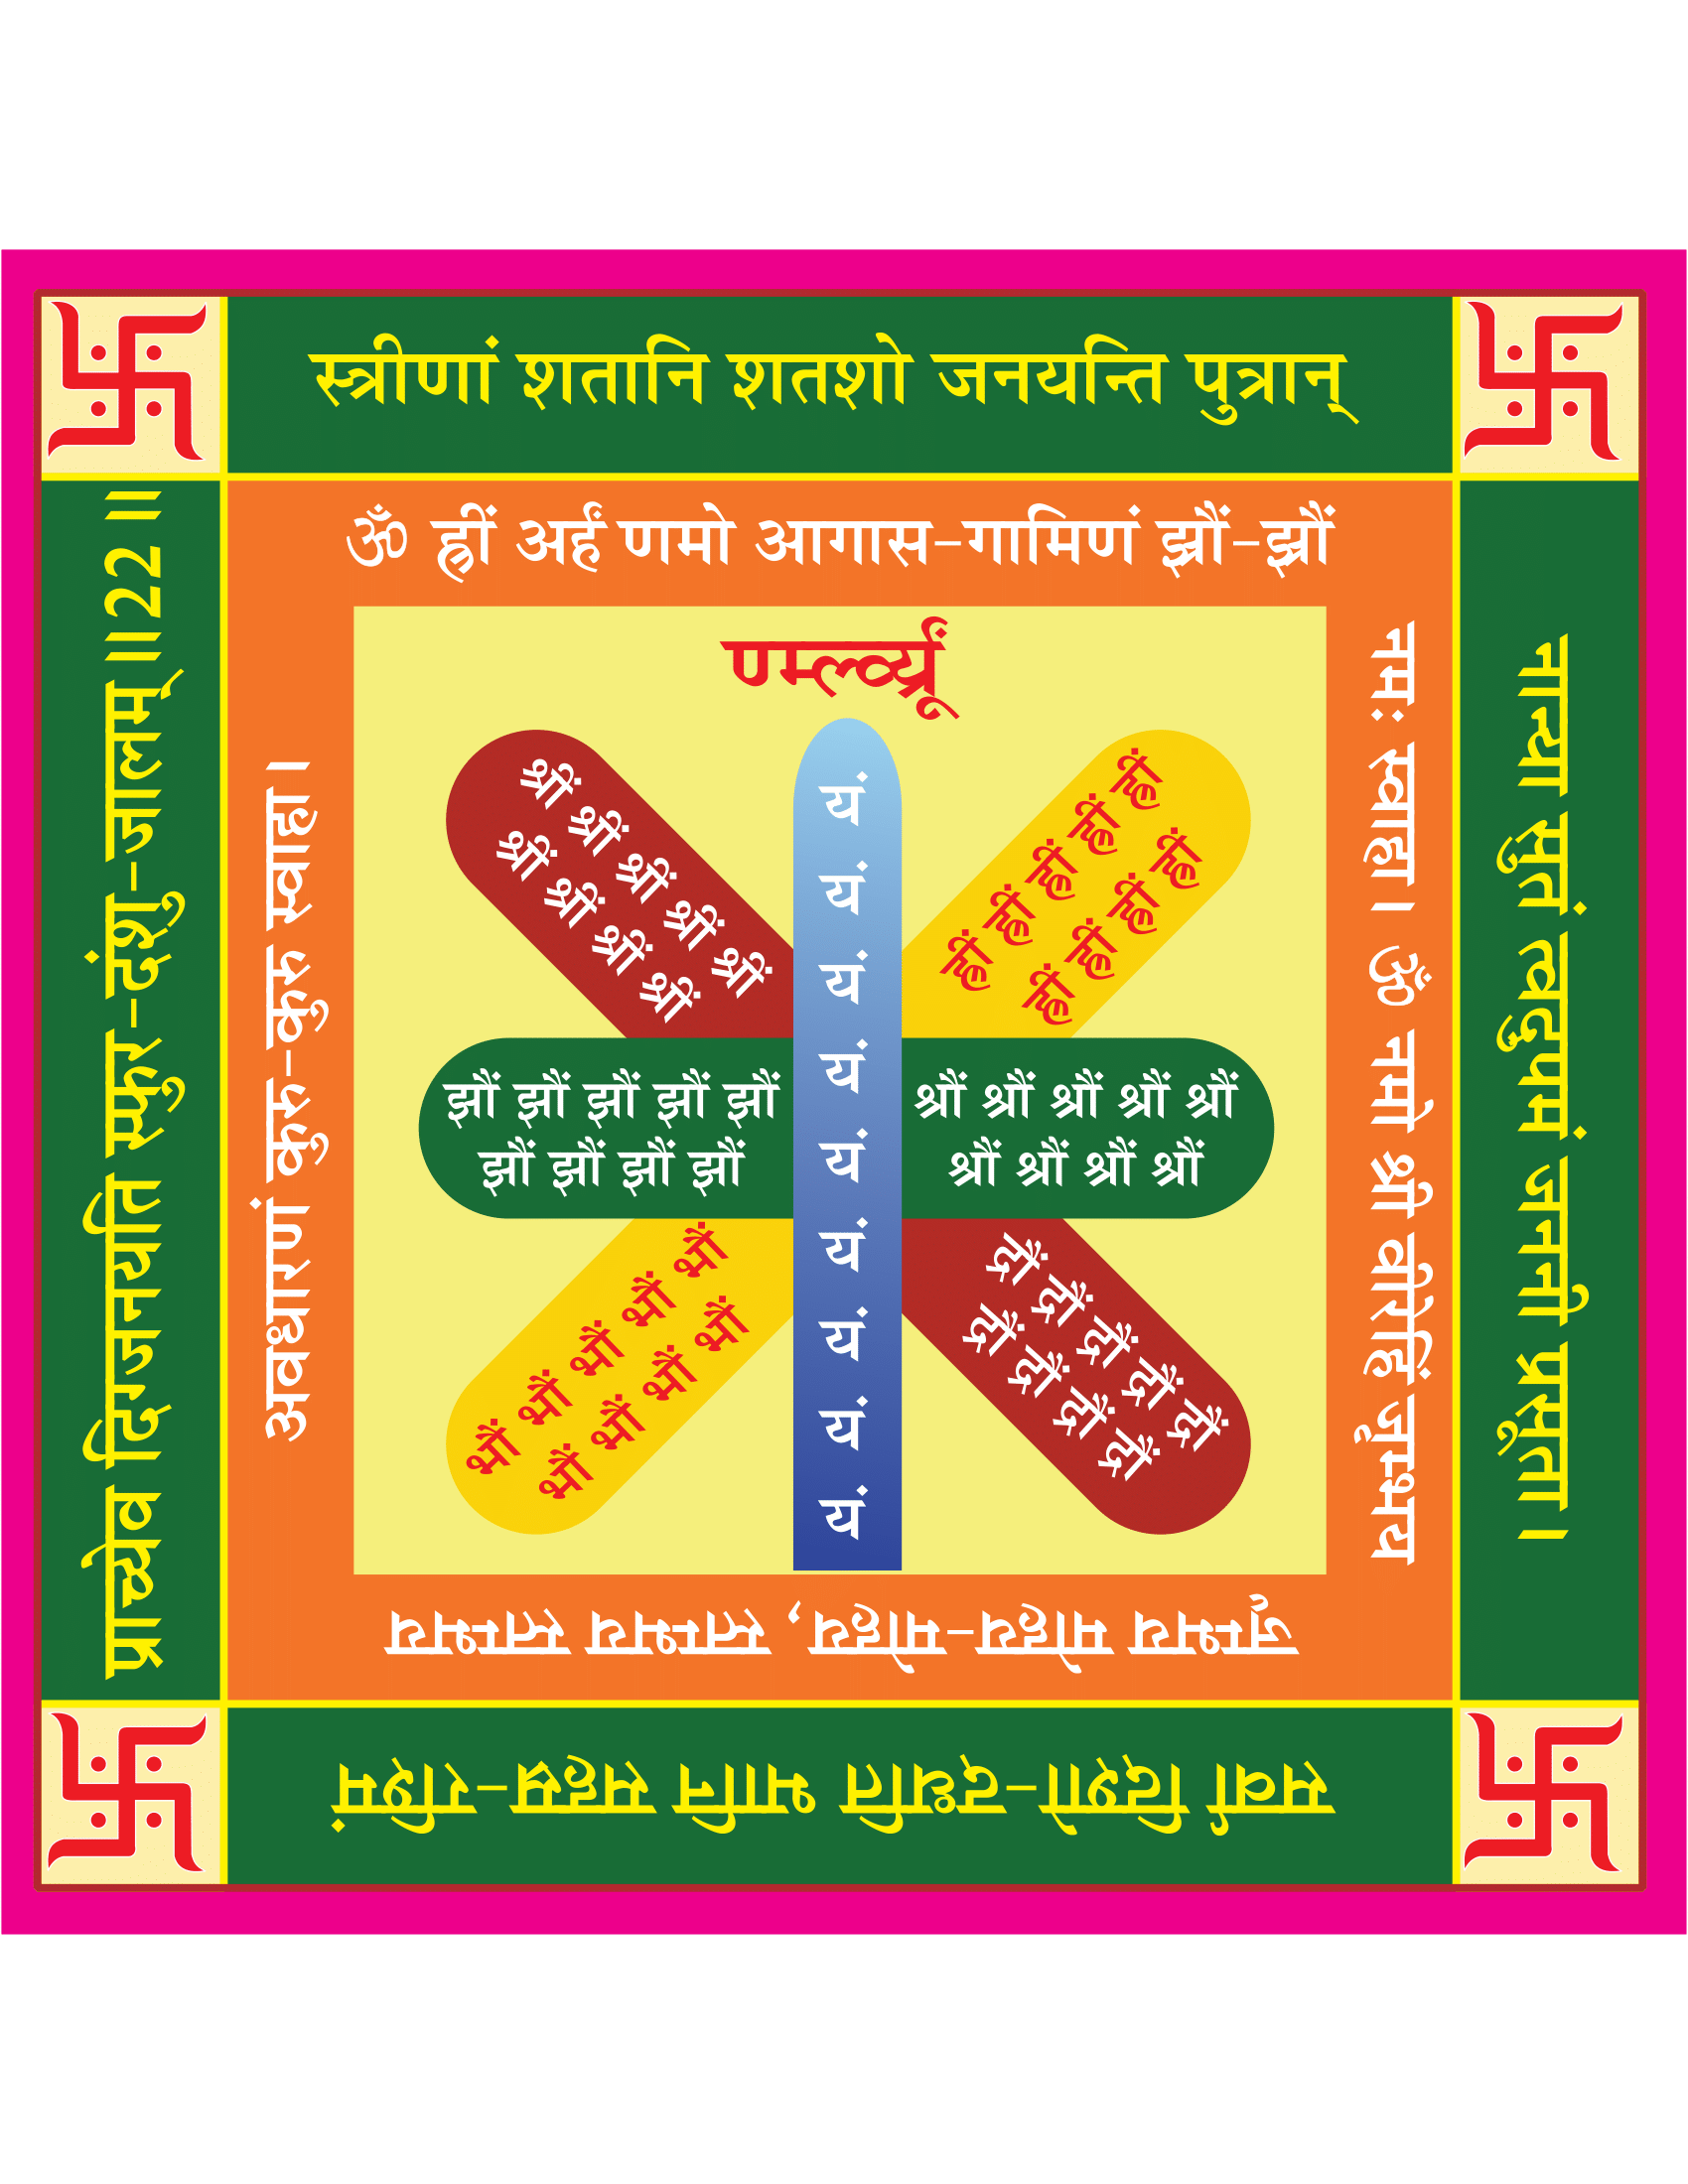 स्त्रीणां शतानि शतशो जनयन्ति पुत्रान्
नान्या सुतं त्वदुपमं जननी प्रसूता।
सर्वा दिशो-दधति भानि सहस्र-रश्मिं
प्राच्येव दिग्जनयति स्फुर-दंशु-जालम्॥22॥
ॐ ह्रीं अर्ह णमो आगास-गामिणं झ्रौं-झ्रौं
नमः स्वाहा। ॐ नमो श्री वीरेहिं जृम्भय
जृम्भय मोहय-मोहय, स्तम्भय स्तम्भय
अवधारणं कुरु-कुरु स्वाहा।
श्रीं श्रीं श्रीं श्रीं श्रीं
श्रीं श्रीं श्रीं श्रीं
यं
यं
यं
यं
यं
यं
यं
यं
यं
ह्रीं ह्रीं ह्रीं ह्रीं ह्रीं
ह्रीं ह्रीं ह्रीं ह्रीं
झ्रौं झ्रौं झ्रौं झ्रौं झ्रौं
झ्रौं झ्रौं झ्रौं झ्रौं
श्रौं श्रौं श्रौं श्रौं श्रौं
श्रौं श्रौं श्रौं श्रौं
भ्रौं भ्रौं भ्रौं भ्रौं भ्रौं
भ्रौं भ्रौं भ्रौं भ्रौं
द्रौं द्रौं द्रौं द्रौं द्रौं
द्रौं द्रौं द्रौं द्रौं